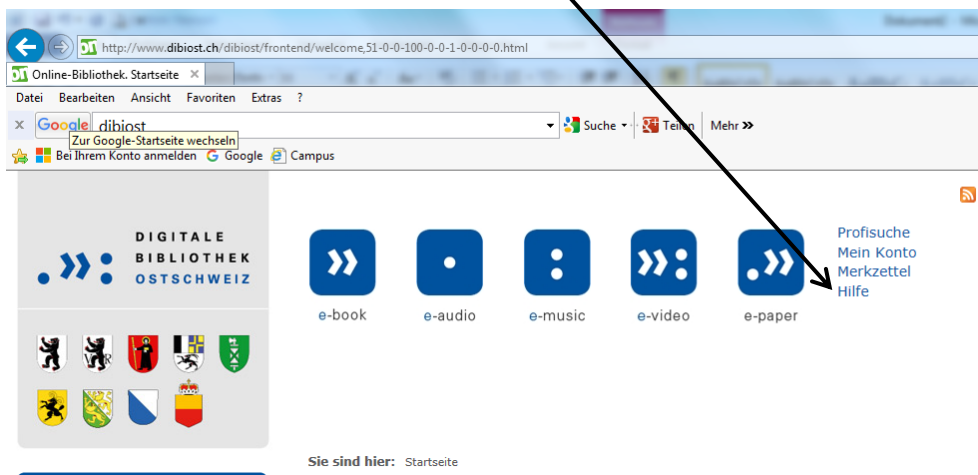 http://www.dibiost.ch/dibiost/frontend/welcome,51-0-0-100-0-0-1-0-0-0-0.html
Online-Bibliothek. Startseite ×
Datei Bearbeiten Ansicht Favoriten Extras ?
x Google dibiost Suche Teilen Mehr »
Zur Google-Startseite wechseln
Bei Ihrem Konto anmelden G Google Campus
DIGITALE
BIBLIOTHEK
OSTSCHWEIZ
e-book e-audio e-music e-video e-paper
Profisuche
Mein Konto
Merkzettel
Hilfe
Sie sind hier: Startseite